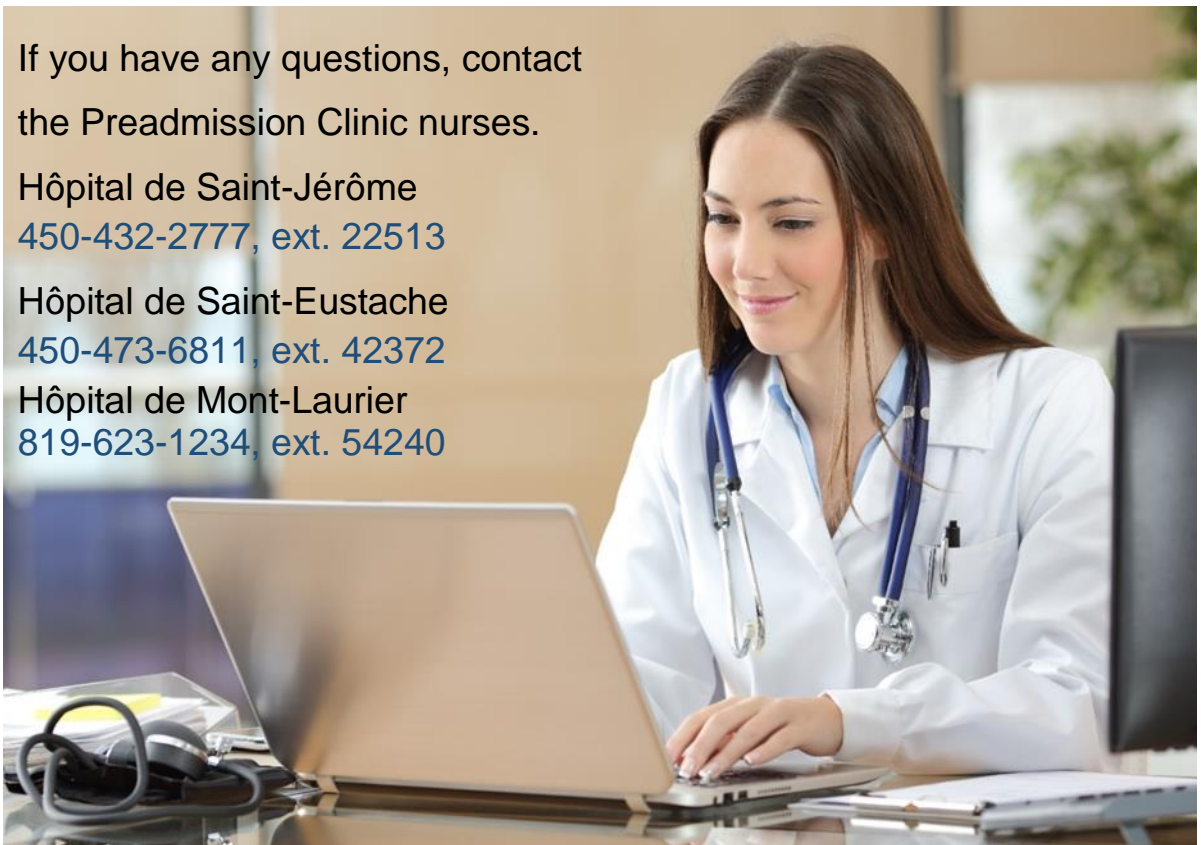 If you have any questions, contact
the Preadmission Clinic nurses.
Hôpital de Saint-Jérôme
450-432-2777, ext. 22513
Hôpital de Saint-Eustache
450-473-6811, ext. 42372
Hôpital de Mont-Laurier
819-623-1234, ext. 54240